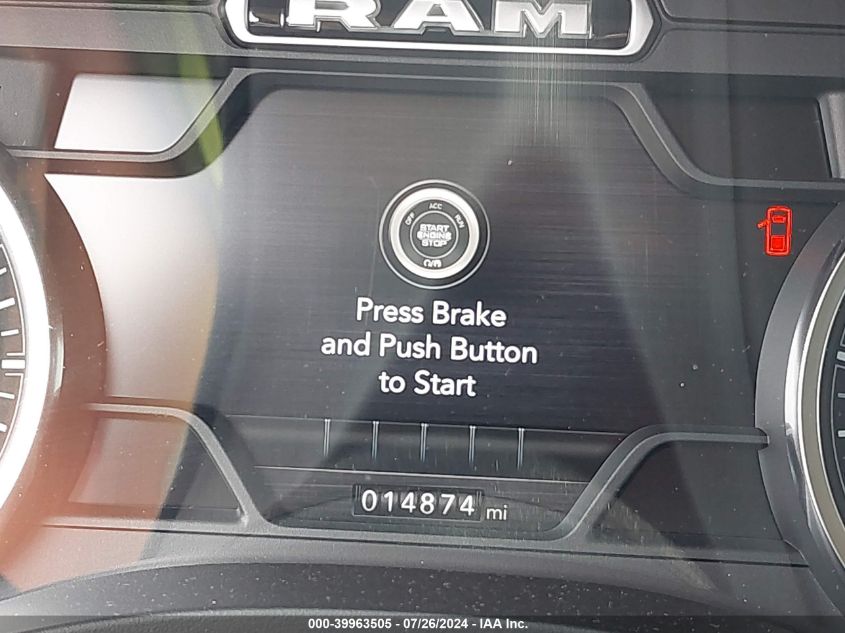 RAM
ACC
OFF
RUN
START
ENGINE
STOP
Press Brake
and Push Button
to Start
014874 mi
000-39963505 / 07/26/2024 - IAA Inc.